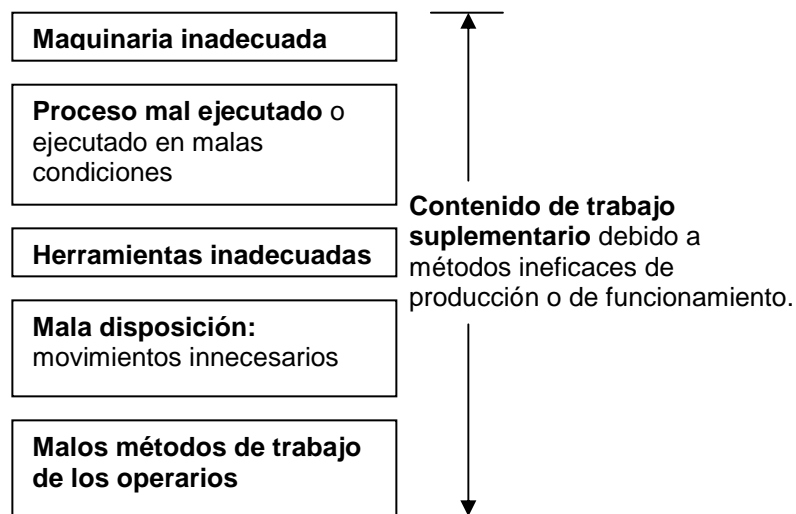 Maquinaria inadecuada
Proceso mal ejecutado o
ejecutado en malas
condiciones
Herramientas inadecuadas
Mala disposición:
movimientos innecesarios
Malos métodos de trabajo
de los operarios
Contenido de trabajo
suplementario debido a
métodos ineficaces de
producción o de funcionamiento.